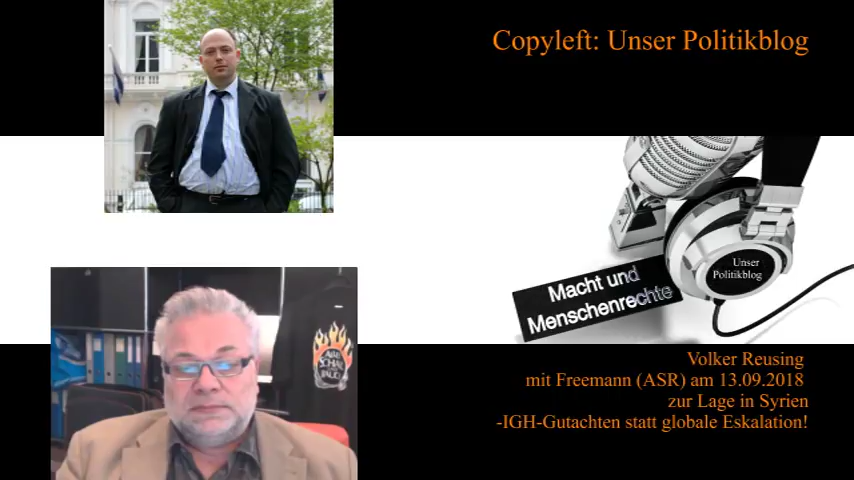 Copyleft: Unser Politikblog
Unser
Politikblog
Macht und
Menschenrechte
Volker Reusing
mit Freemann (ASR) am 13.09.2018
zur Lage in Syrien
-IGH-Gutachten statt globale Eskalation!